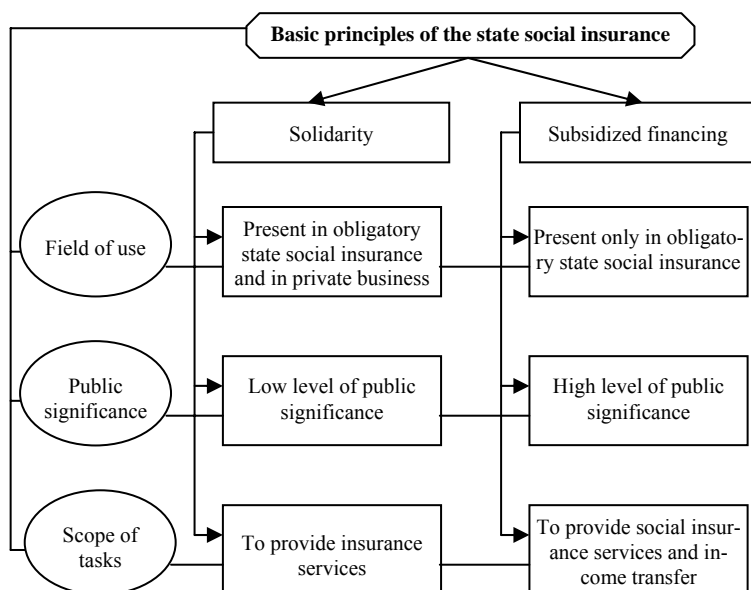 Basic principles of the state social insurance
Solidarity
Subsidized financing
Field of use
Present in obligatory
state social insurance
and in private business
Present only in obligato-
ry state social insurance
Public
significance
Low level of public
significance
High level of public
significance
Scope of
tasks
To provide insurance
services
To provide social insur-
ance services and in-
come transfer